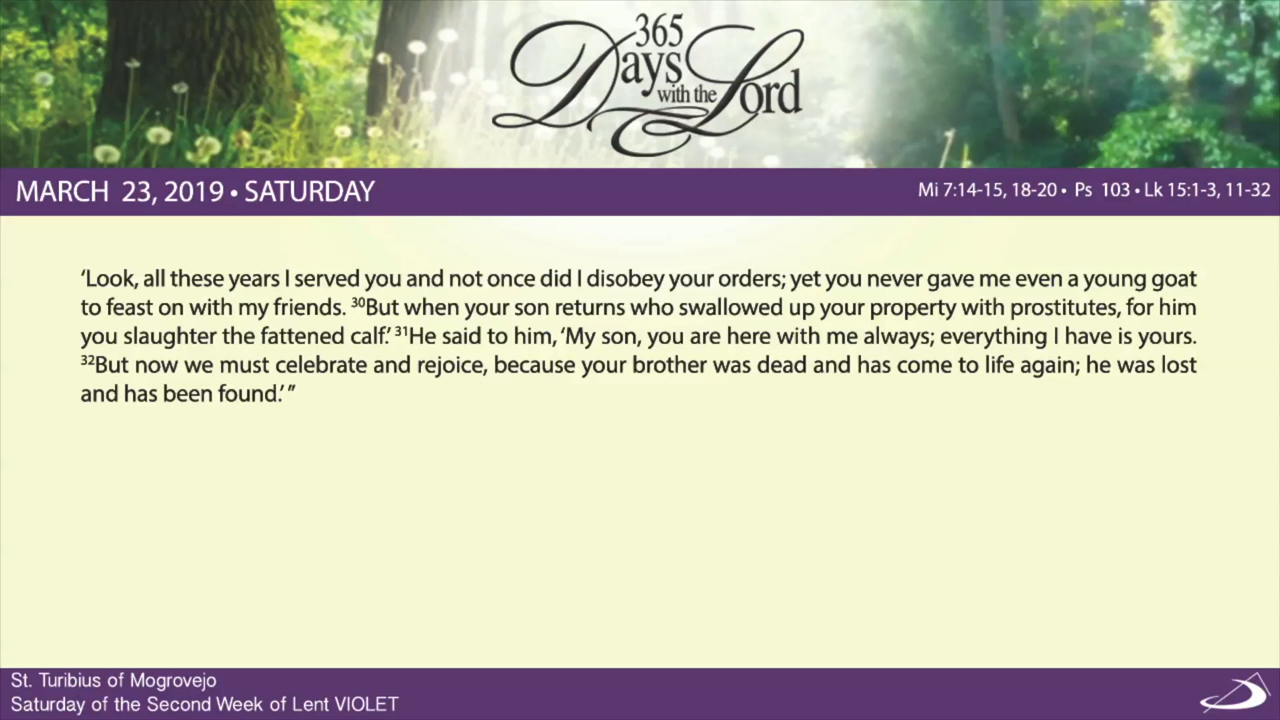 365
Days
with the
Lord
MARCH 23, 2019 • SATURDAY
Mi 7:14-15, 18-20 • Ps 103 • Lk 15:1-3, 11-32
‘Look, all these years I served you and not once did I disobey your orders; yet you never gave me even a young goat
to feast on with my friends. ³⁰But when your son returns who swallowed up your property with prostitutes, for him
you slaughter the fattened calf.’ ³¹He said to him, ‘My son, you are here with me always; everything I have is yours.
³²But now we must celebrate and rejoice, because your brother was dead and has come to life again; he was lost
and has been found.’ ”
St. Turibius of Mogrovejo
Saturday of the Second Week of Lent VIOLET